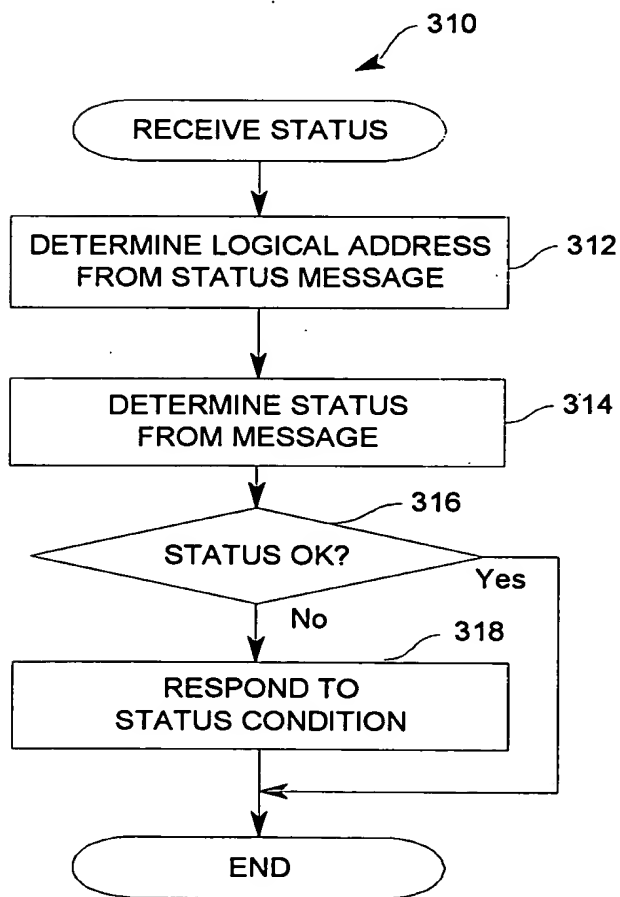 310
RECEIVE STATUS
DETERMINE LOGICAL ADDRESS
FROM STATUS MESSAGE
312
DETERMINE STATUS
FROM MESSAGE
314
316
STATUS OK?
Yes
No
318
RESPOND TO
STATUS CONDITION
END